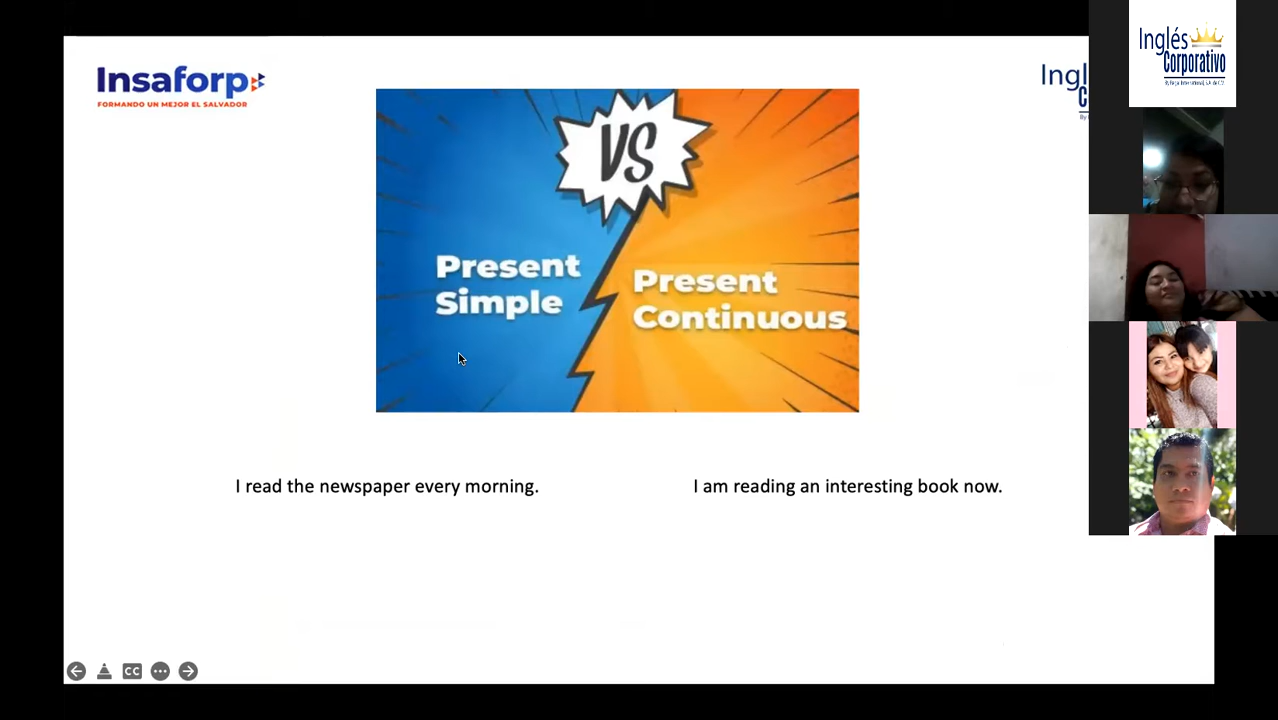 Insaforp
FORMANDO UN MEJOR EL SALVADOR
VS
Present
Simple
Present
Continuous
I read the newspaper every morning.
I am reading an interesting book now.
CC
Inglés
Corporativo